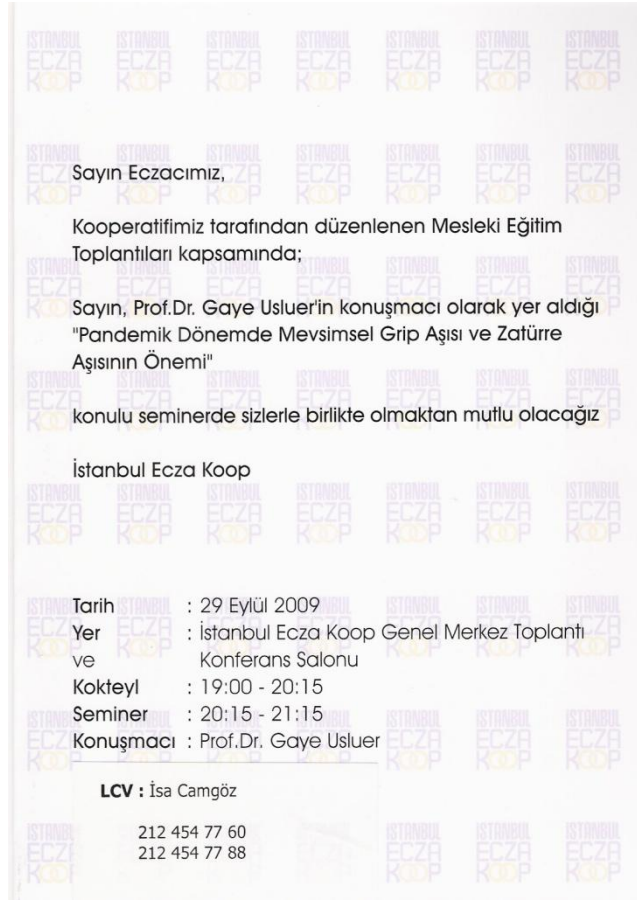 Sayın Eczacımız,
Kooperatifimiz tarafından düzenlenen Mesleki Eğitim
Toplantıları kapsamında;
Sayın, Prof.Dr. Gaye Usluer'in konuşmacı olarak yer aldığı
"Pandemik Dönemde Mevsimsel Grip Aşısı ve Zatürre
Aşısının Önemi"
konulu seminerde sizlerle birlikte olmaktan mutlu olacağız
İstanbul Ecza Koop
Tarih : 29 Eylül 2009
Yer : İstanbul Ecza Koop Genel Merkez Toplantı
ve Konferans Salonu
Kokteyl : 19:00 - 20:15
Seminer : 20:15 - 21:15
Konuşmacı : Prof.Dr. Gaye Usluer
LCV : İsa Camgöz
212 454 77 60
212 454 77 88